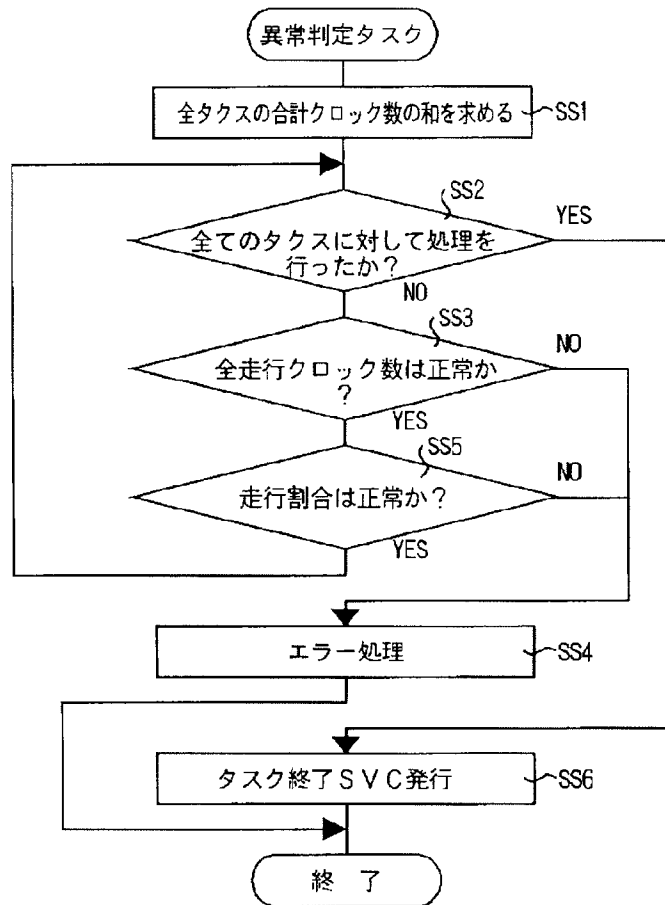 異常判定タスク
全タクスの合計クロック数の和を求める
SS1
SS2
YES
全てのタクスに対して処理を
行ったか？
NO
SS3
NO
全走行クロック数は正常か
？
YES
SS5
NO
走行割合は正常か？
YES
エラー処理
SS4
タスク終了ＳＶＣ発行
SS6
終 了